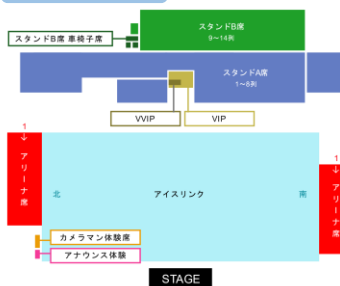 スタンドB席
9〜14列
スタンドB席 車椅子席
スタンドA席
1〜8列
VVIP
VIP
1
↓
アリーナ席
北
アイスリンク
南
1
↓
アリーナ席
カメラマン体験席
アナウンス体験
STAGE